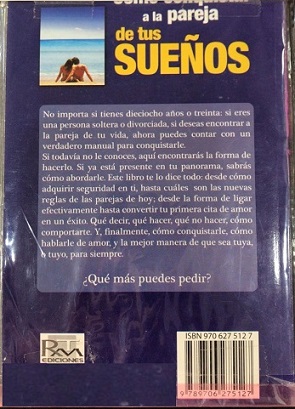 Cómo conquistar
a la pareja
de tus
SUEÑOS
No importa si tienes dieciocho años o treinta: si eres
una persona soltera o divorciada, si deseas encontrar a
la pareja de tu vida, ahora puedes contar con un
verdadero manual para conquistarle.
Si todavía no le conoces, aquí encontrarás la forma de
hacerlo. Si ya está presente en tu panorama, sabrás
cómo abordarle. Este libro te lo dice todo: desde cómo
adquirir seguridad en ti, hasta cuáles son las nuevas
reglas de las parejas de hoy; desde la forma de ligar
efectivamente hasta convertir tu primera cita de amor
en un éxito. Qué decir, qué hacer, qué no hacer, cómo
comportarte. Y, finalmente, cómo conquistarle, cómo
hablarle de amor, y la mejor manera de que sea tuya,
o tuyo, para siempre.
¿Qué más puedes pedir?
ISBN 970 627 512 7
9 789706 275127
EDICIONES